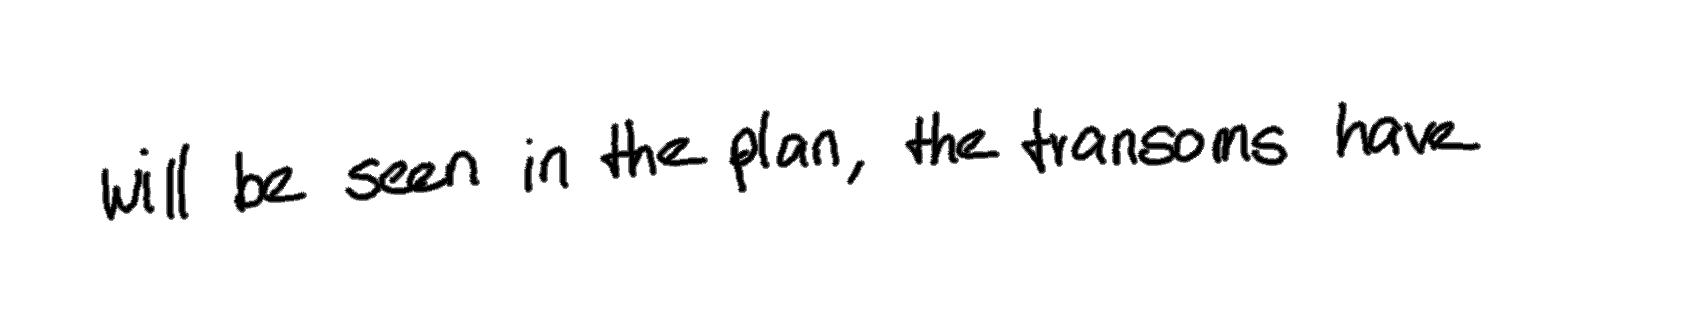 will be seen in the plan, the transoms have